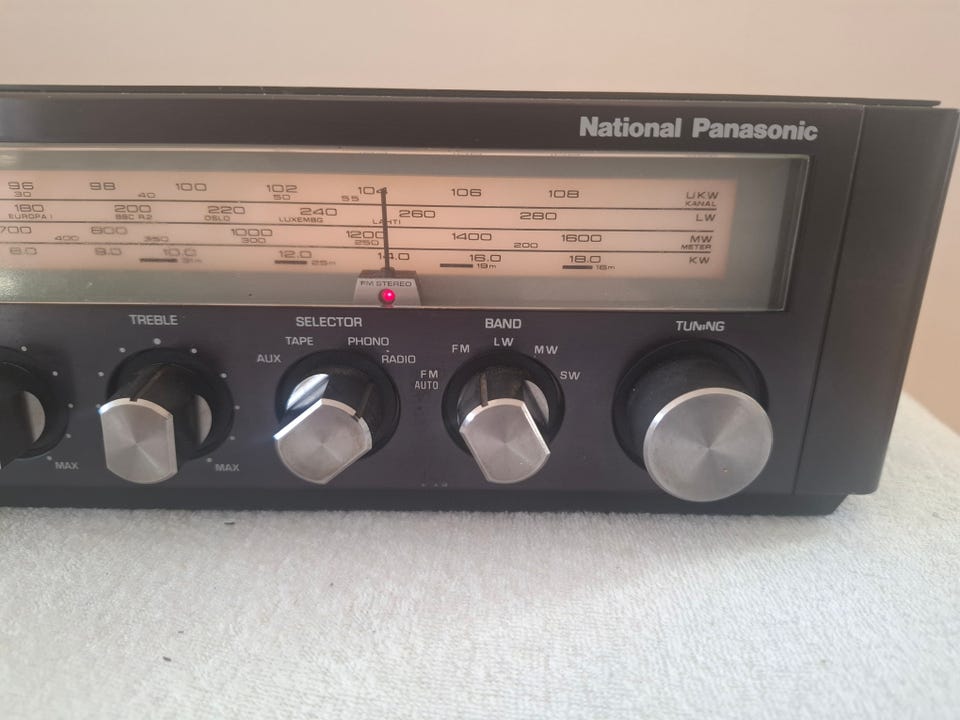 National Panasonic
96 98 100 102 104 106 108 UKW
30 40 50 55 KANAL
180 200 220 240 260 280 LW
EUROPA I BBC R.2 OSLO LUXEMBG LAHTI
700 800 1000 1200 1400 1600 MW
400 350 300 250 200 METER
8.0 9.0 10.0 12.0 14.0 16.0 18.0 KW
31m 25m 19m 16m
FM STEREO
TREBLE SELECTOR BAND TUNING
TAPE PHONO FM LW MW
AUX RADIO FM AUTO SW
MAX MAX